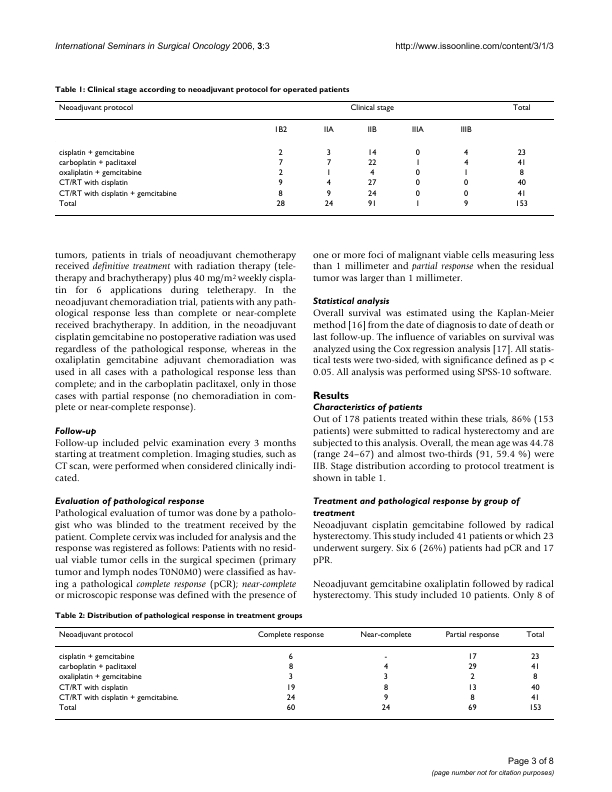 International Seminars in Surgical Oncology 2006, 3:3 http://www.issoonline.com/content/3/1/3
Table 1: Clinical stage according to neoadjuvant protocol for operated patients
Neoadjuvant protocol Clinical stage Total
1B2 IIA IIB IIIA IIIB
cisplatin + gemcitabine 2 3 14 0 4 23
carboplatin + paclitaxel 7 7 22 1 4 41
oxaliplatin + gemcitabine 2 1 4 0 1 8
CT/RT with cisplatin 9 4 27 0 0 40
CT/RT with cisplatin + gemcitabine 8 9 24 0 0 41
Total 28 24 91 1 9 153
tumors, patients in trials of neoadjuvant chemotherapy
received definitive treatment with radiation therapy (tele-
therapy and brachytherapy) plus 40 mg/m² weekly cispla-
tin for 6 applications during teletherapy. In the
neoadjuvant chemoradiation trial, patients with any path-
ological response less than complete or near-complete
received brachytherapy. In addition, in the neoadjuvant
cisplatin gemcitabine no postoperative radiation was used
regardless of the pathological response, whereas in the
oxaliplatin gemcitabine adjuvant chemoradiation was
used in all cases with a pathological response less than
complete; and in the carboplatin paclitaxel, only in those
cases with partial response (no chemoradiation in com-
plete or near-complete response).
Follow-up
Follow-up included pelvic examination every 3 months
starting at treatment completion. Imaging studies, such as
CT scan, were performed when considered clinically indi-
cated.
Evaluation of pathological response
Pathological evaluation of tumor was done by a patholo-
gist who was blinded to the treatment received by the
patient. Complete cervix was included for analysis and the
response was registered as follows: Patients with no resid-
ual viable tumor cells in the surgical specimen (primary
tumor and lymph nodes T0N0M0) were classified as hav-
ing a pathological complete response (pCR); near-complete
or microscopic response was defined with the presence of
one or more foci of malignant viable cells measuring less
than 1 millimeter and partial response when the residual
tumor was larger than 1 millimeter.
Statistical analysis
Overall survival was estimated using the Kaplan-Meier
method [16] from the date of diagnosis to date of death or
last follow-up. The influence of variables on survival was
analyzed using the Cox regression analysis [17]. All statis-
tical tests were two-sided, with significance defined as p <
0.05. All analysis was performed using SPSS-10 software.
Results
Characteristics of patients
Out of 178 patients treated within these trials, 86% (153
patients) were submitted to radical hysterectomy and are
subjected to this analysis. Overall, the mean age was 44.78
(range 24–67) and almost two-thirds (91, 59.4 %) were
IIB. Stage distribution according to protocol treatment is
shown in table 1.
Treatment and pathological response by group of
treatment
Neoadjuvant cisplatin gemcitabine followed by radical
hysterectomy. This study included 41 patients or which 23
underwent surgery. Six 6 (26%) patients had pCR and 17
pPR.
Neoadjuvant gemcitabine oxaliplatin followed by radical
hysterectomy. This study included 10 patients. Only 8 of
Table 2: Distribution of pathological response in treatment groups
Neoadjuvant protocol Complete response Near-complete Partial response Total
cisplatin + gemcitabine 6 - 17 23
carboplatin + paclitaxel 8 4 29 41
oxaliplatin + gemcitabine 3 3 2 8
CT/RT with cisplatin 19 8 13 40
CT/RT with cisplatin + gemcitabine. 24 9 8 41
Total 60 24 69 153
Page 3 of 8
(page number not for citation purposes)